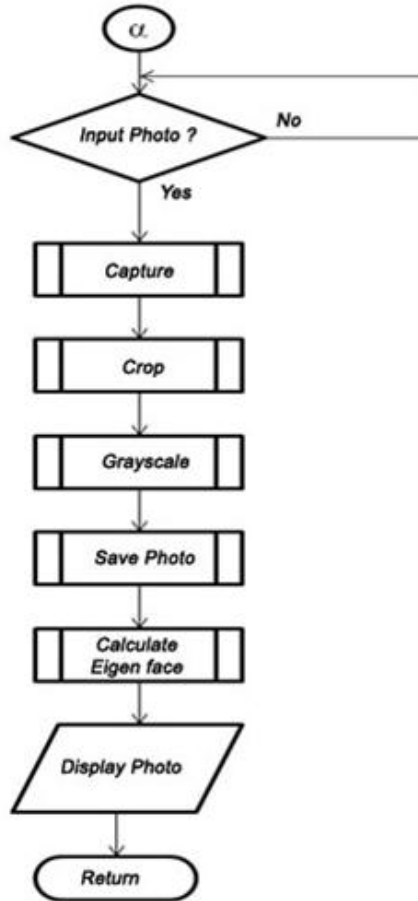 α
Input Photo ?
No
Yes
Capture
Crop
Grayscale
Save Photo
Calculate
Eigen face
Display Photo
Return